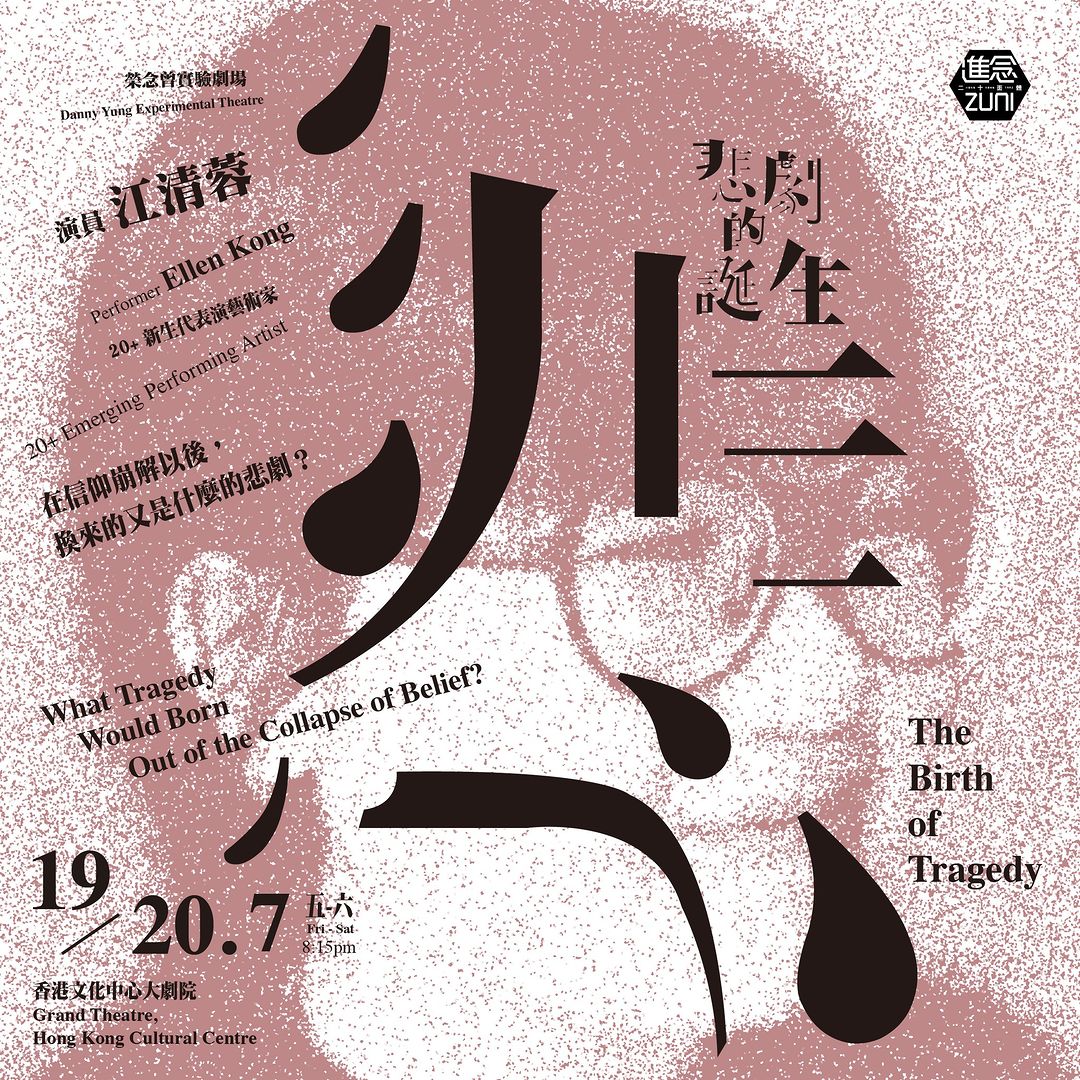 榮念曾實驗劇場
Danny Yung Experimental Theatre
進念
二十面體
ZUNI
演員 江清蓉
Performer Ellen Kong
20+ 新生代表演藝術家
20+ Emerging Performing Artist
在信仰崩解以後，
換來的又是什麼的悲劇？
悲劇
的
誕生
悲
What Tragedy
Would Born
Out of the Collapse of Belief?
The
Birth
of
Tragedy
19/20.7
五-六
Fri - Sat
8:15pm
香港文化中心大劇院
Grand Theatre,
Hong Kong Cultural Centre